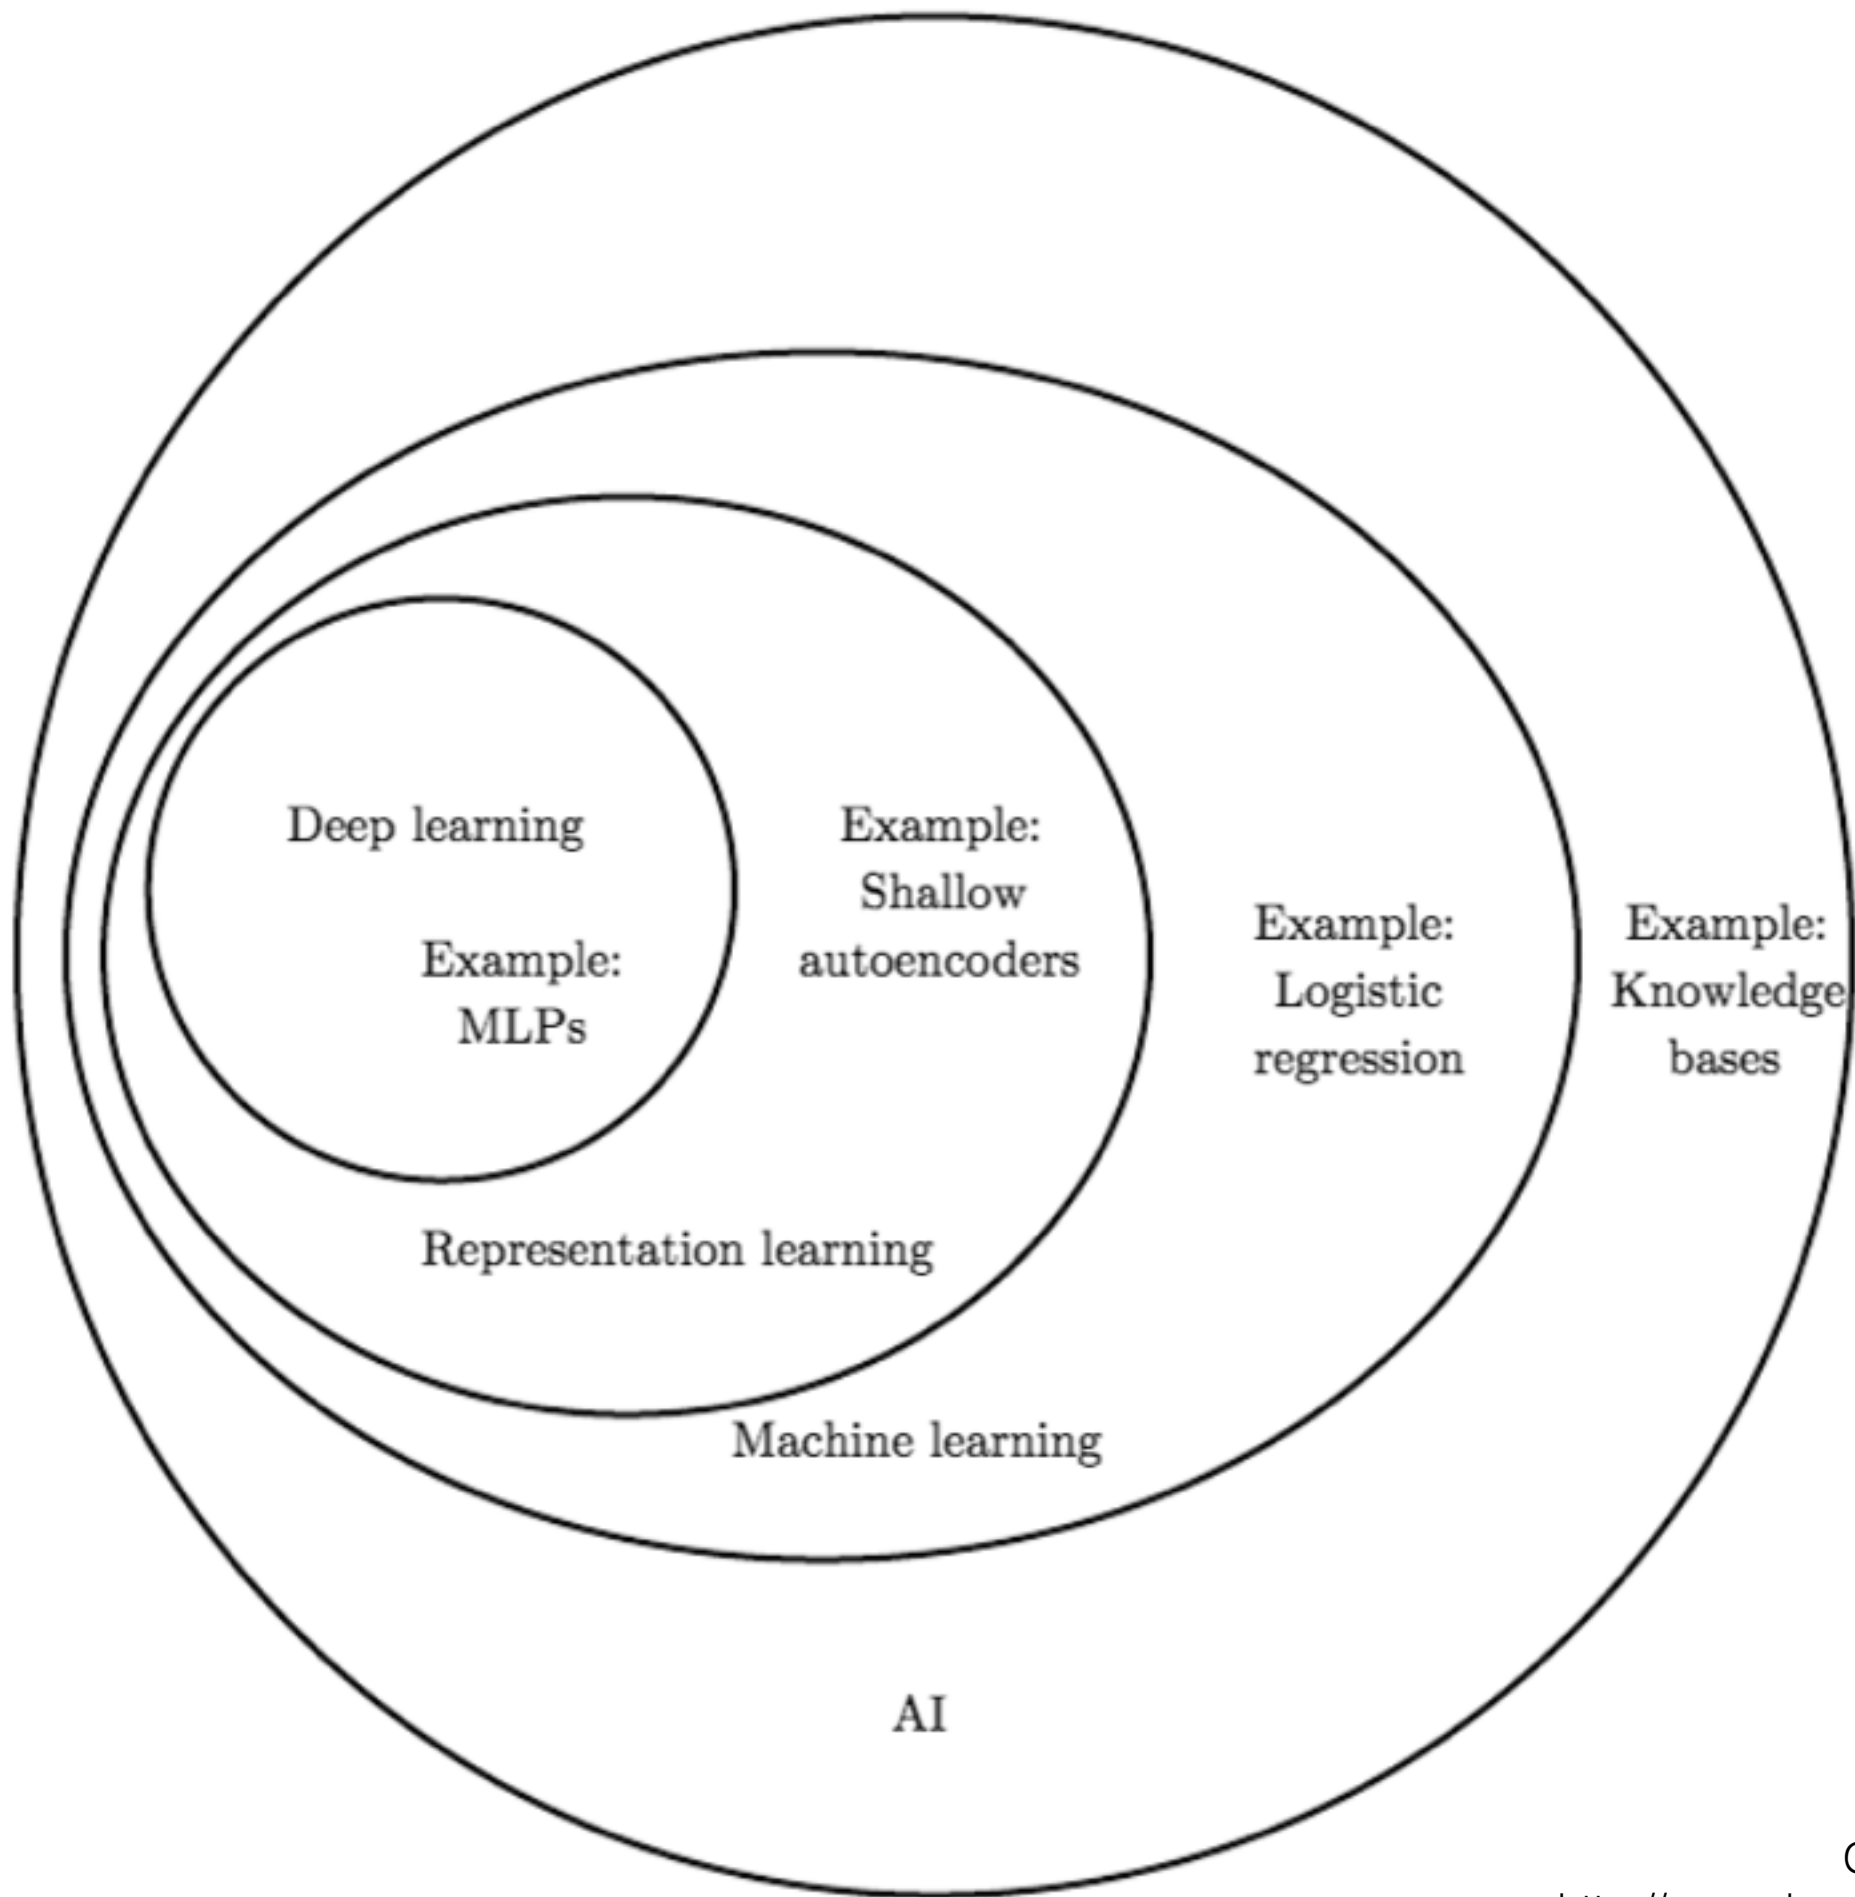 Deep learning
Example:
MLPs
Example:
Shallow
autoencoders
Example:
Logistic
regression
Example:
Knowledge
bases
Representation learning
Machine learning
AI